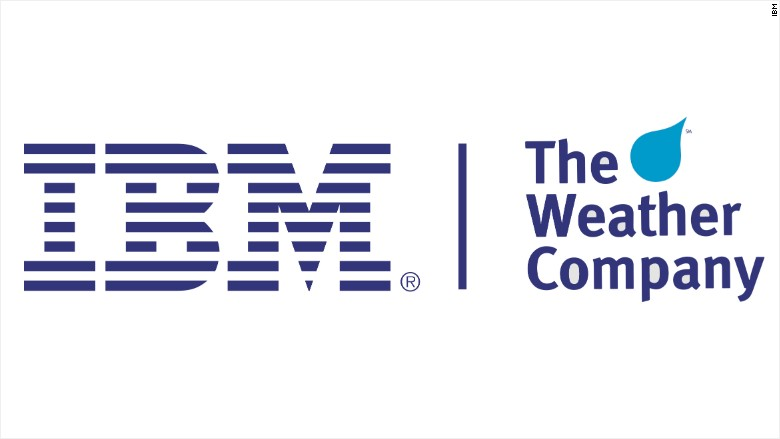 IBM
IBM®
The
Weather
Company